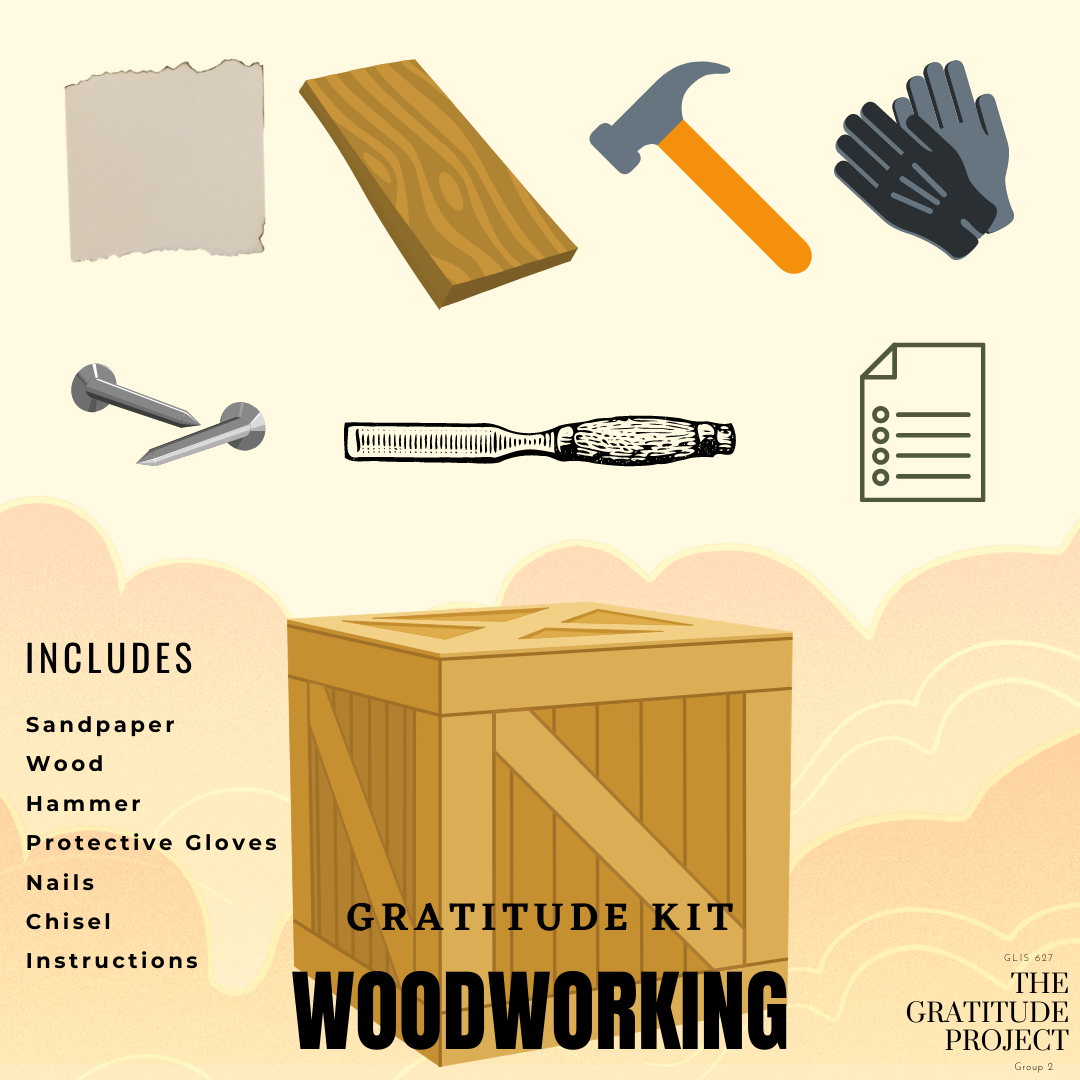 INCLUDES
Sandpaper
Wood
Hammer
Protective Gloves
Nails
Chisel
Instructions
GRATITUDE KIT
WOODWORKING
GLIS 627
THE
GRATITUDE
PROJECT
Group 2